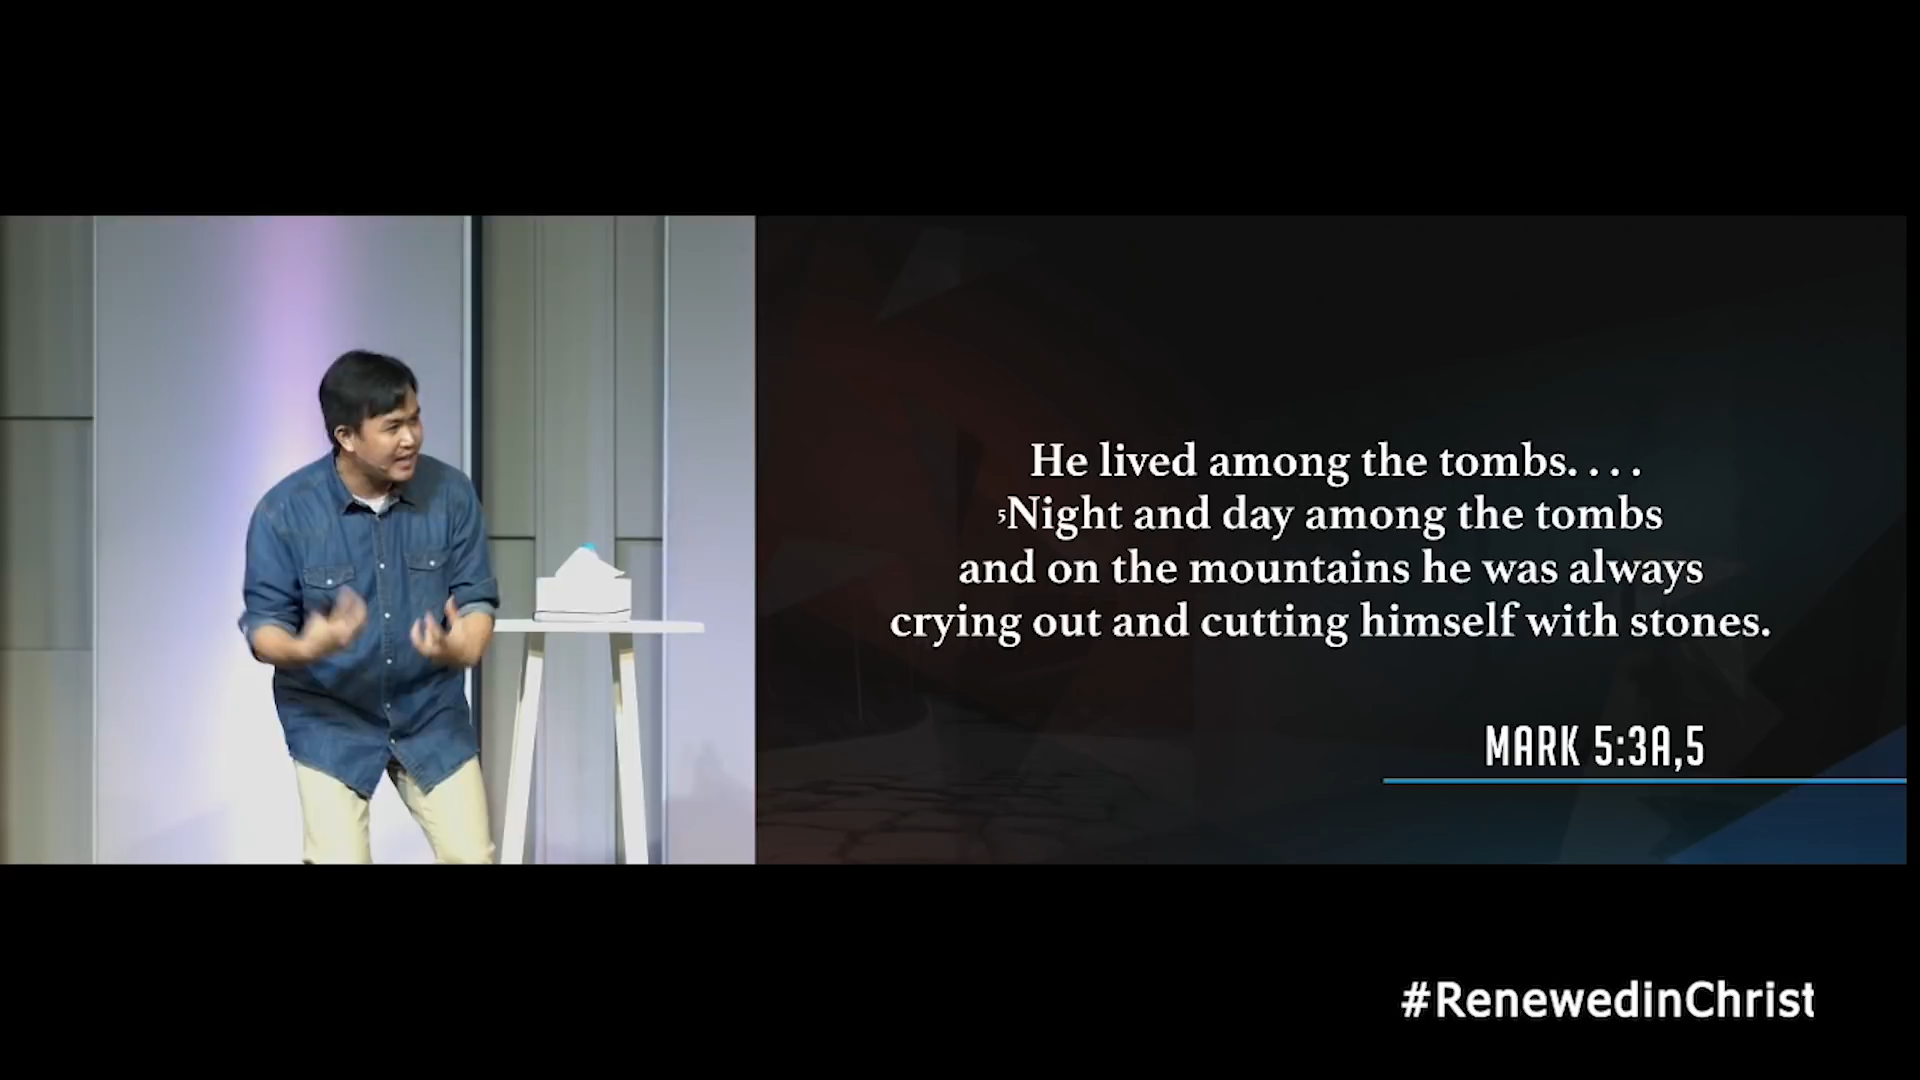 He lived among the tombs. . . .
5Night and day among the tombs
and on the mountains he was always
crying out and cutting himself with stones.
MARK 5:3A,5
#RenewedinChrist